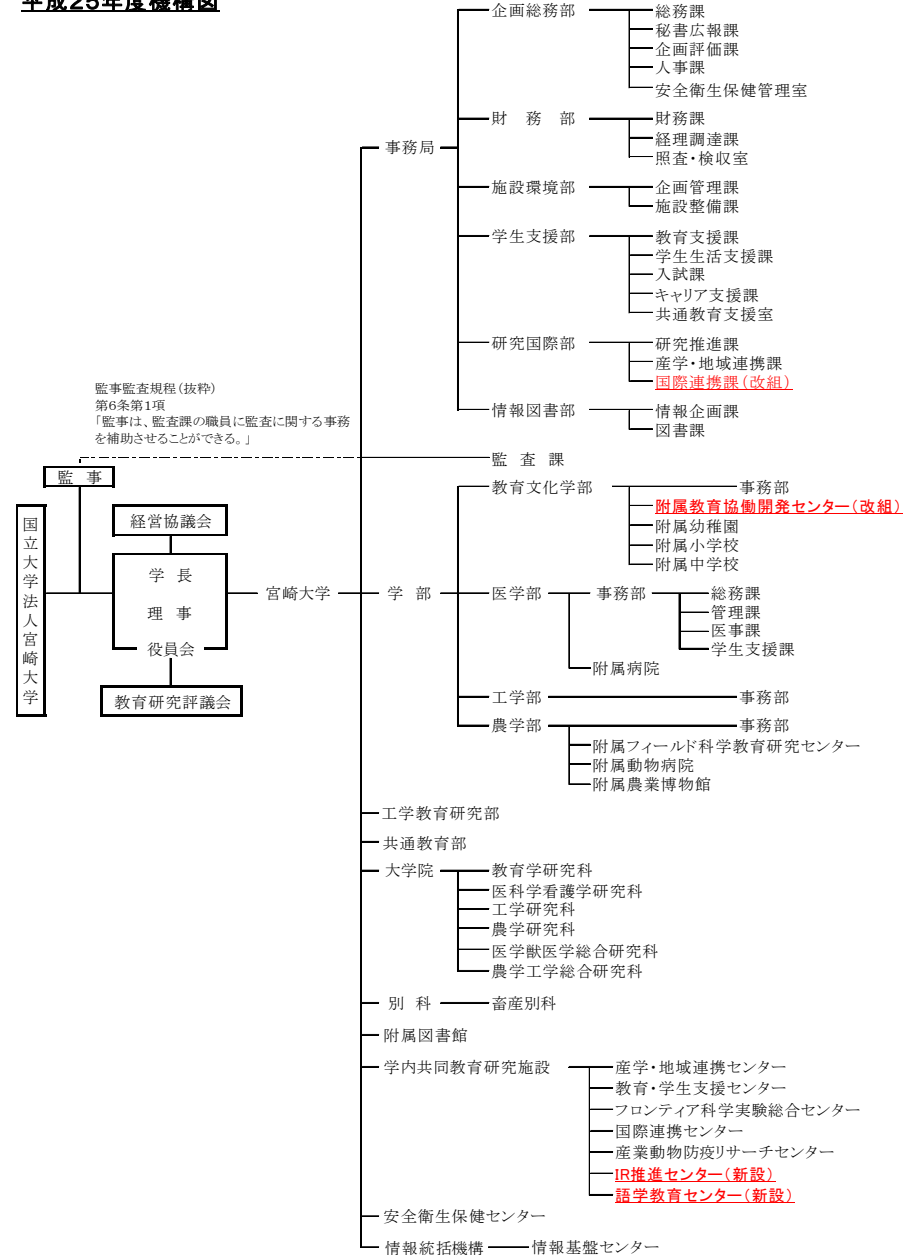 平成25年度機構図
企画総務部
総務課
秘書広報課
企画評価課
人事課
安全衛生保健管理室
財務部
財務課
経理調達課
照査・検収室
事務局
施設環境部
企画管理課
施設整備課
学生支援部
教育支援課
学生生活支援課
入試課
キャリア支援課
共通教育支援室
研究国際部
研究推進課
産学・地域連携課
国際連携課(改組)
情報図書部
情報企画課
図書課
監事監査規程(抜粋)
第6条第1項
「監事は、監査課の職員に監査に関する事務
を補助させることができる。」
監査課
監事
国立大学法人宮崎大学
経営協議会
学長
理事
役員会
教育研究評議会
宮崎大学
学部
教育文化学部
事務部
附属教育協働開発センター(改組)
附属幼稚園
附属小学校
附属中学校
医学部
事務部
総務課
管理課
医事課
学生支援課
附属病院
工学部
事務部
農学部
事務部
附属フィールド科学教育研究センター
附属動物病院
附属農業博物館
工学教育研究部
共通教育部
大学院
教育学研究科
医科学看護学研究科
工学研究科
農学研究科
医学獣医学総合研究科
農学工学総合研究科
別科
畜産別科
附属図書館
学内共同教育研究施設
産学・地域連携センター
教育・学生支援センター
フロンティア科学実験総合センター
国際連携センター
産業動物防疫リサーチセンター
IR推進センター(新設)
語学教育センター(新設)
安全衛生保健センター
情報統括機構
情報基盤センター